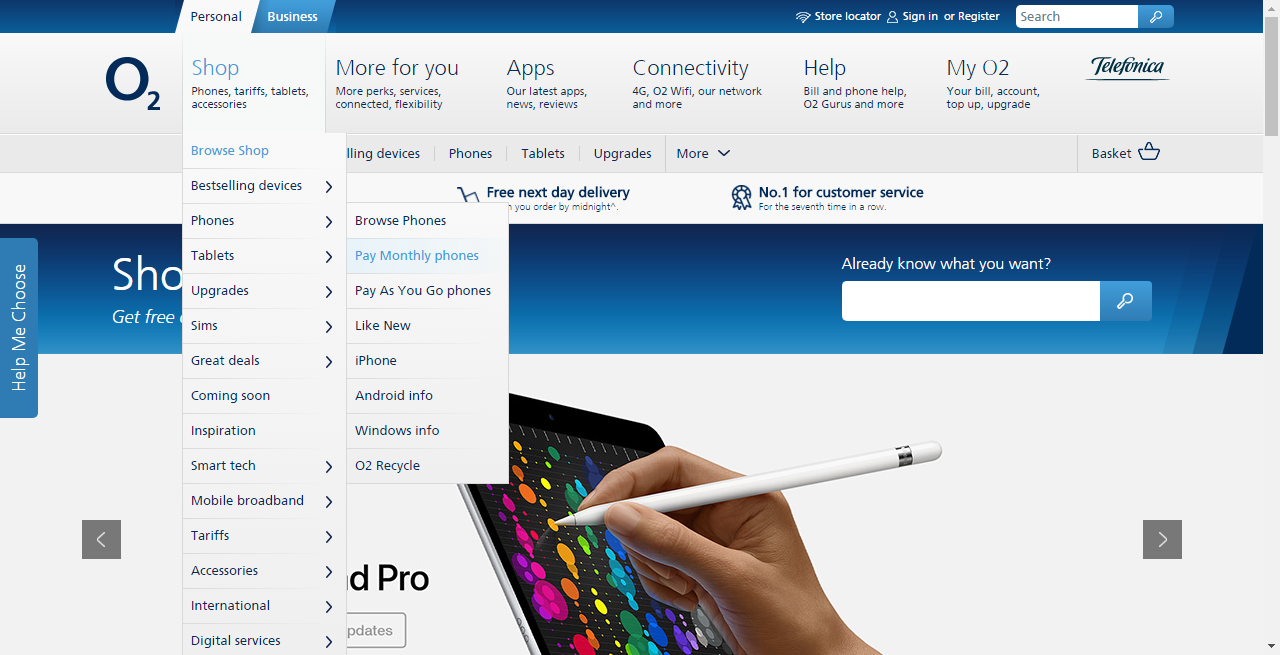 Personal
Business
Store locator
Sign in or Register
Search
O2
Shop
Phones, tariffs, tablets,
accessories
More for you
More perks, services,
connected, flexibility
Apps
Our latest apps,
news, reviews
Connectivity
4G, O2 Wifi, our network
and more
Help
Bill and phone help,
O2 Gurus and more
My O2
Your bill, account,
top up, upgrade
Telefónica
lling devices
Phones
Tablets
Upgrades
More
Basket
Free next day delivery
you order by midnight^.
No.1 for customer service
For the seventh time in a row.
Browse Shop
Bestselling devices
Phones
Tablets
Upgrades
Sims
Great deals
Coming soon
Inspiration
Smart tech
Mobile broadband
Tariffs
Accessories
International
Digital services
Browse Phones
Pay Monthly phones
Pay As You Go phones
Like New
iPhone
Android info
Windows info
O2 Recycle
Help Me Choose
Sho
Get free
Already know what you want?
d Pro
pdates